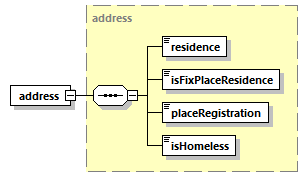 address
residence
isFixPlaceResidence
address
placeRegistration
isHomeless